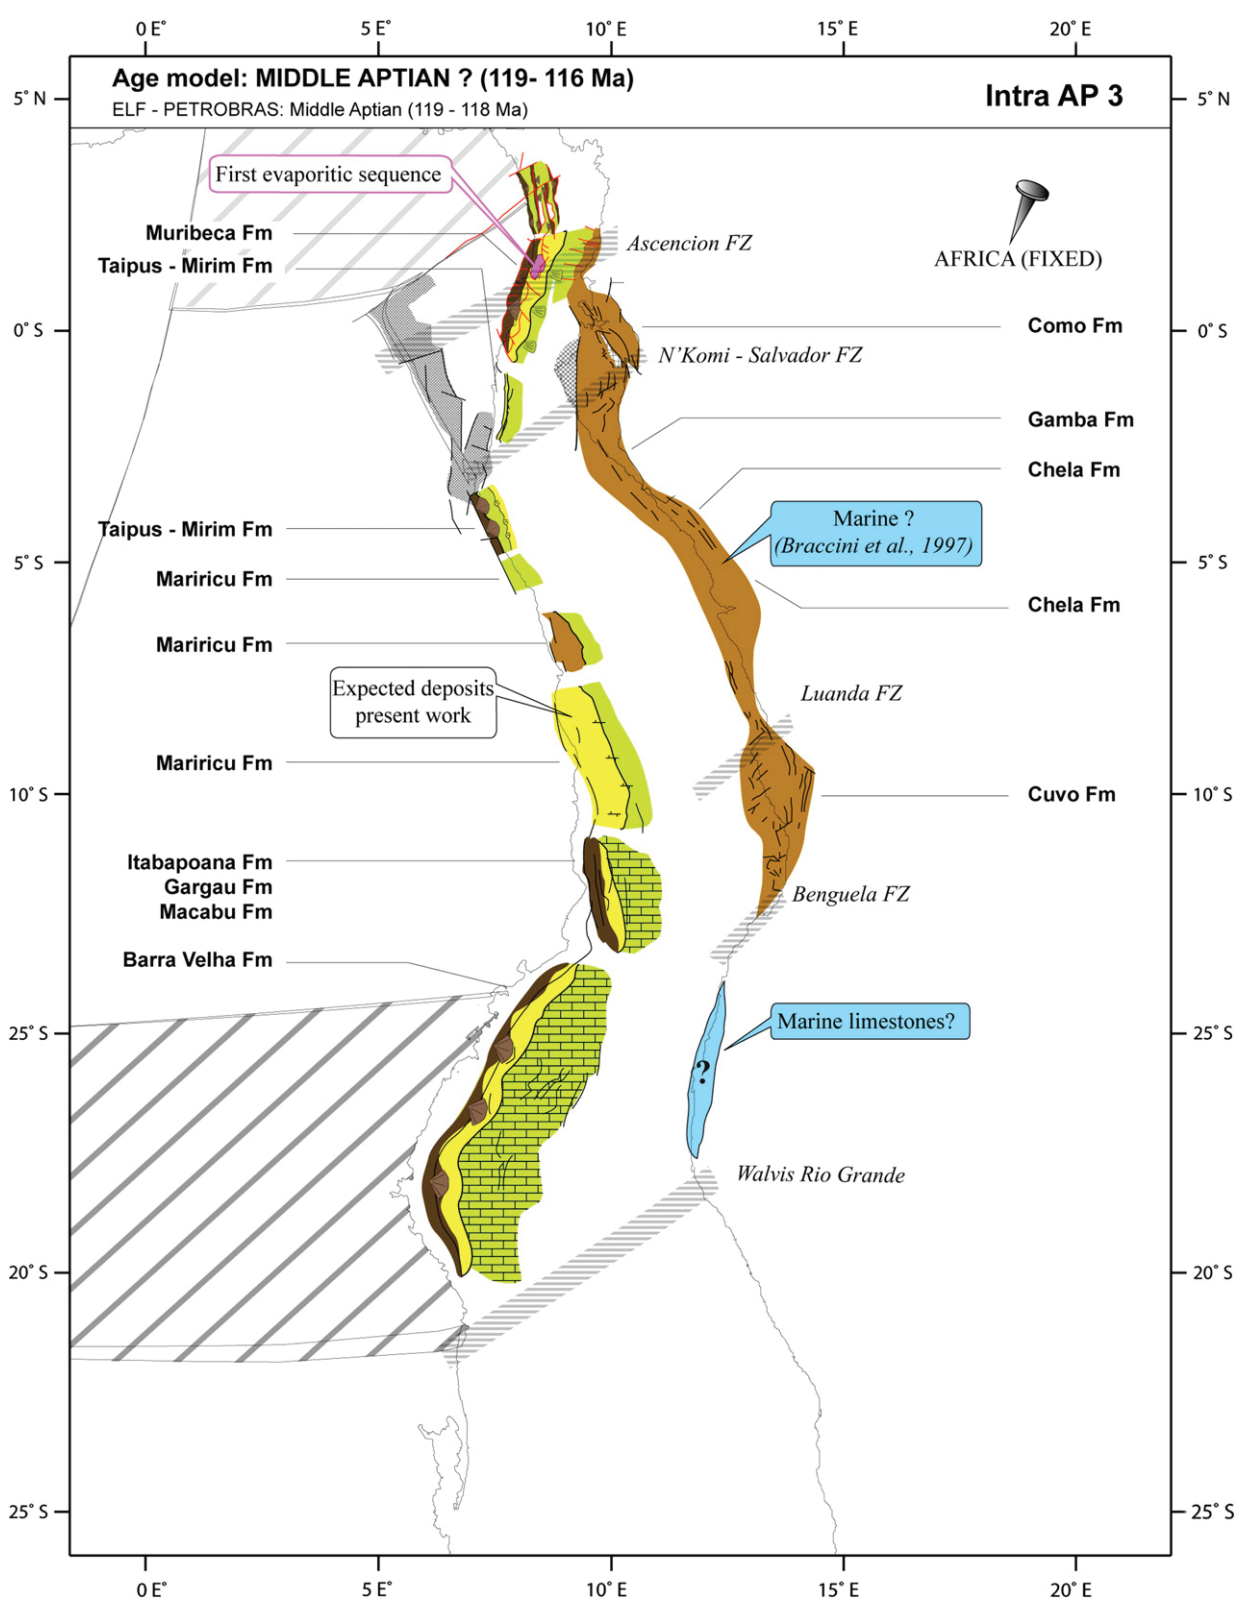 0 E° 5 E° 10 °E 15° E 20° E
Age model: MIDDLE APTIAN ? (119- 116 Ma)
ELF - PETROBRAS: Middle Aptian (119 - 118 Ma)
Intra AP 3
5° N 5° N
First evaporitic sequence
Muribeca Fm
Taipus - Mirim Fm
Ascencion FZ
AFRICA (FIXED)
0° S 0° S
Como Fm
N'Komi - Salvador FZ
Gamba Fm
Chela Fm
Marine ?
(Braccini et al., 1997)
Taipus - Mirim Fm
5° S 5° S
Mariricu Fm
Chela Fm
Mariricu Fm
Expected deposits
present work
Luanda FZ
Mariricu Fm
10° S 10° S
Cuvo Fm
Itabapoana Fm
Gargau Fm
Macabu Fm
Benguela FZ
Barra Velha Fm
Marine limestones?
25° S 25° S
?
Walvis Rio Grande
20° S 20° S
25° S 25° S
0 E° 5 E° 10 °E 15° E 20° E